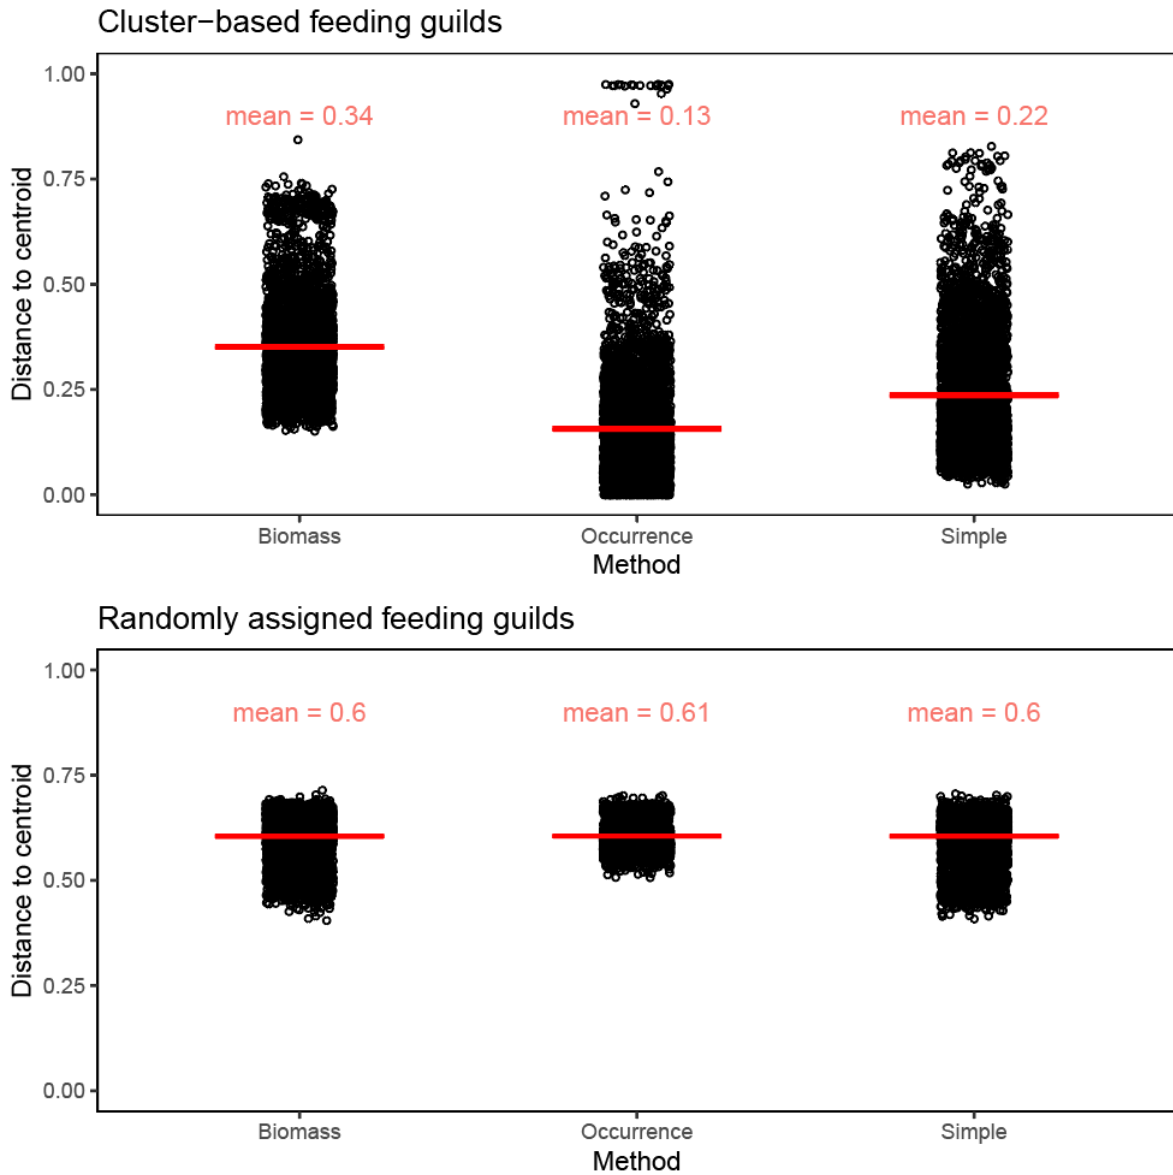 Cluster−based feeding guilds
Distance to centroid
1.00
0.75
0.50
0.25
0.00
mean = 0.34
mean = 0.13
mean = 0.22
Biomass
Occurrence
Simple
Method
Randomly assigned feeding guilds
Distance to centroid
1.00
0.75
0.50
0.25
0.00
mean = 0.6
mean = 0.61
mean = 0.6
Biomass
Occurrence
Simple
Method